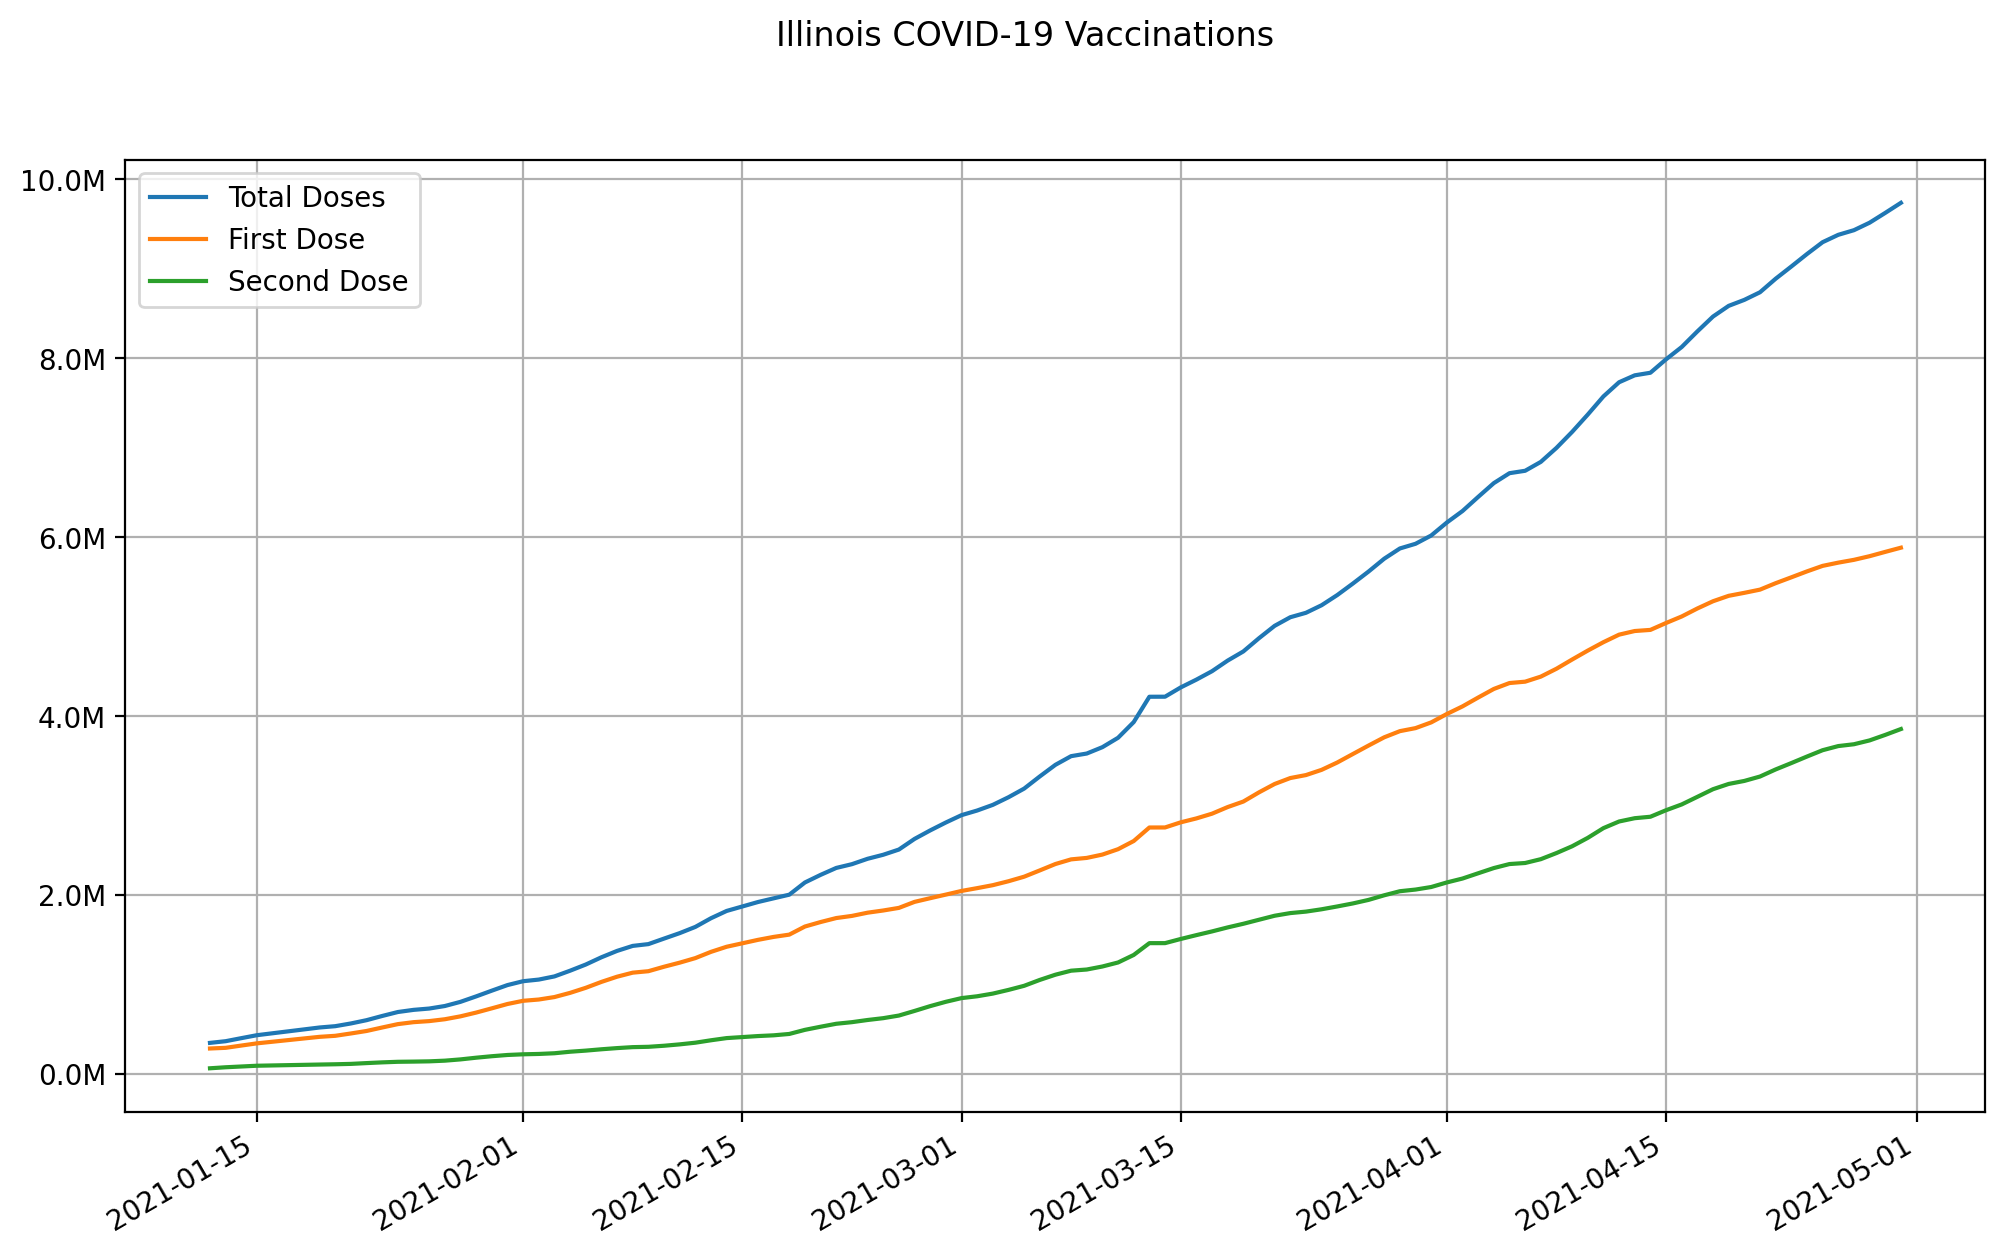 Illinois COVID-19 Vaccinations
10.0M
8.0M
6.0M
4.0M
2.0M
0.0M
Total Doses
First Dose
Second Dose
2021-01-15
2021-02-01
2021-02-15
2021-03-01
2021-03-15
2021-04-01
2021-04-15
2021-05-01